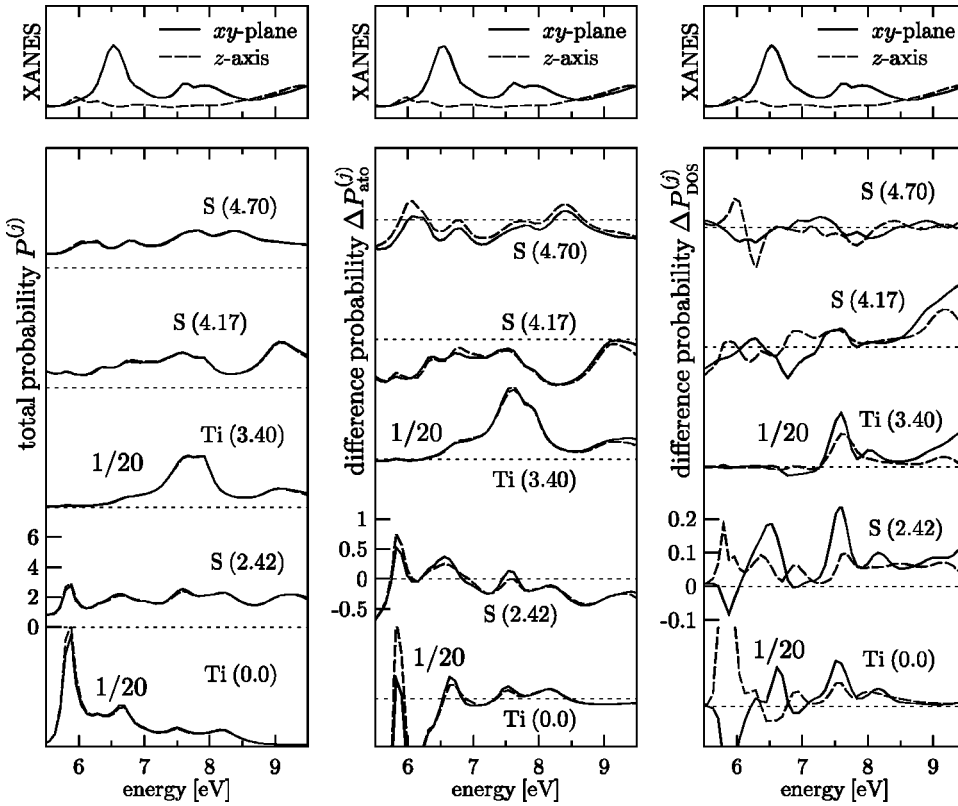 XANES
xy-plane
z-axis
total probability P(j)
S (4.70)
S (4.17)
Ti (3.40)
1/20
6
4
2
0
S (2.42)
Ti (0.0)
1/20
6 7 8 9
energy [eV]
XANES
xy-plane
z-axis
difference probability ΔP(j)ato
S (4.70)
S (4.17)
1/20
Ti (3.40)
1
0.5
0
-0.5
S (2.42)
1/20
Ti (0.0)
6 7 8 9
energy [eV]
XANES
xy-plane
z-axis
difference probability ΔP(j)DOS
S (4.70)
S (4.17)
Ti (3.40)
1/20
0.2
0.1
0
-0.1
S (2.42)
1/20
Ti (0.0)
6 7 8 9
energy [eV]